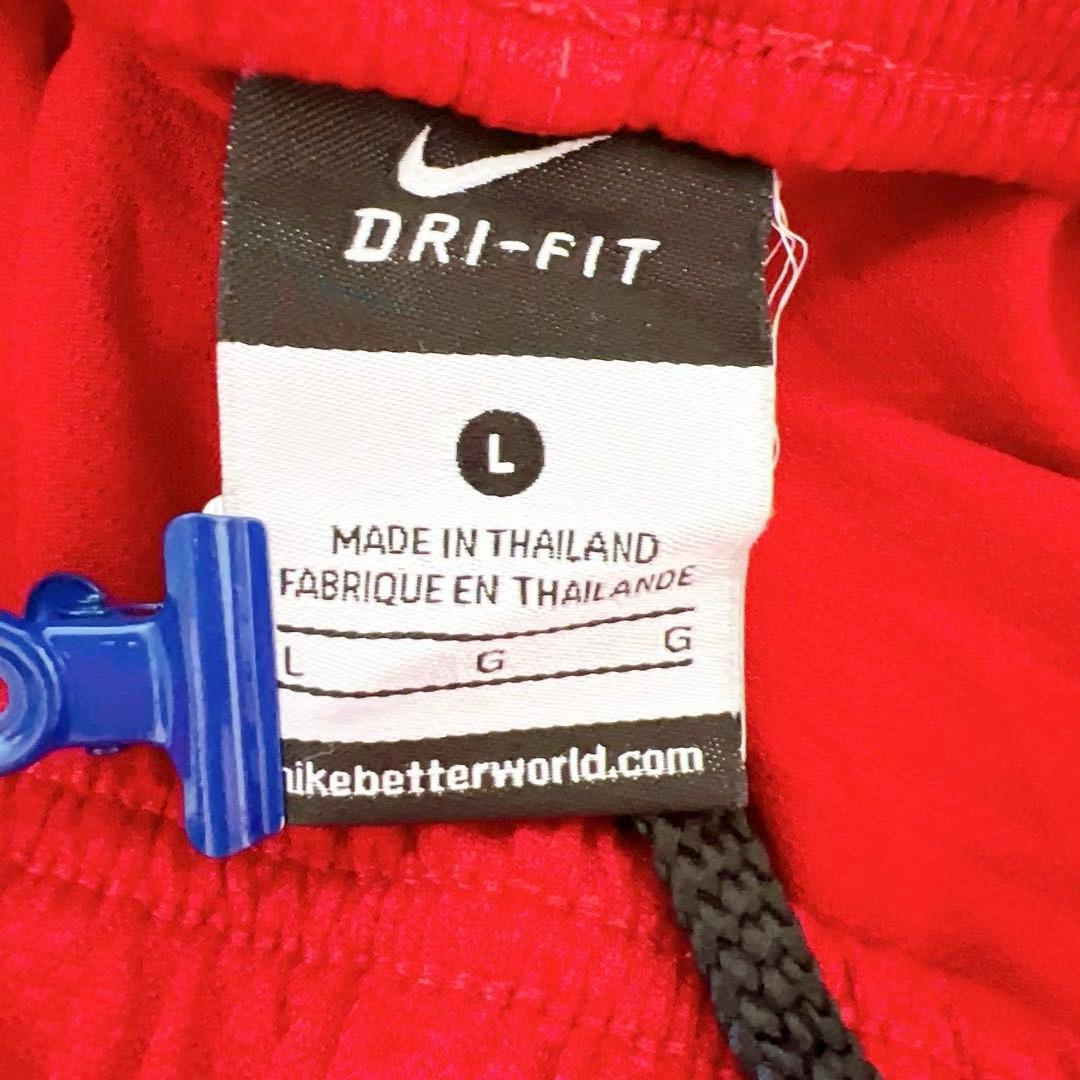 DRI-FIT
L
MADE IN THAILAND
FABRIQUE EN THAILANDE
L G G
nikebetterworld.com